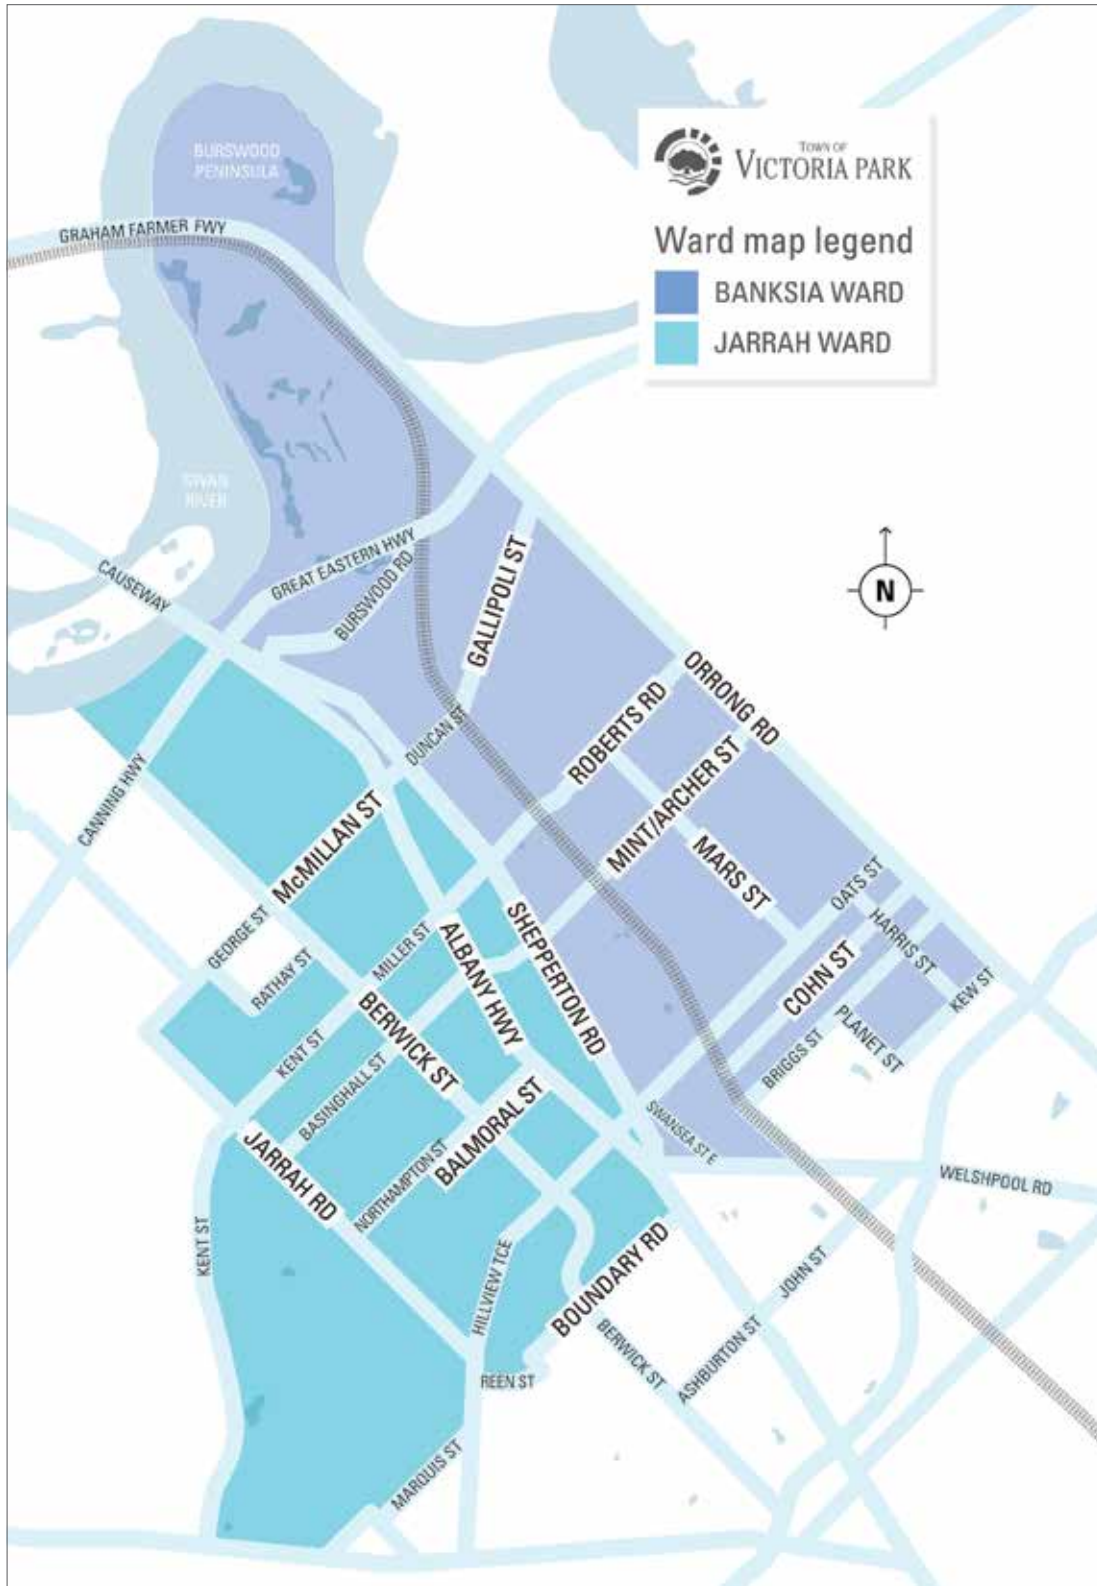 BURSWOOD
PENINSULA
TOWN OF
VICTORIA PARK
Ward map legend
BANKSIA WARD
JARRAH WARD
GRAHAM FARMER FWY
SWAN
RIVER
CAUSEWAY
GREAT EASTERN HWY
BURSWOOD RD
GALLIPOLI ST
N
ORRONG RD
ROBERTS RD
DUNCAN ST
MINT/ARCHER ST
CANNING HWY
McMILLAN ST
MARS ST
OATS ST
HARRIS ST
GEORGE ST
RATHAY ST
MILLER ST
ALBANY HWY
SHEPPERTON RD
COHN ST
KEW ST
PLANET ST
BRIGGS ST
KENT ST
BERWICK ST
BASINGHALL ST
BALMORAL ST
SWANSEA ST E
JARRAH RD
NORTHAMPTON ST
WELSHPOOL RD
KENT ST
HILLVIEW TCE
BOUNDARY RD
JOHN ST
REEN ST
BERWICK ST
ASHBURTON ST
MARQUIS ST